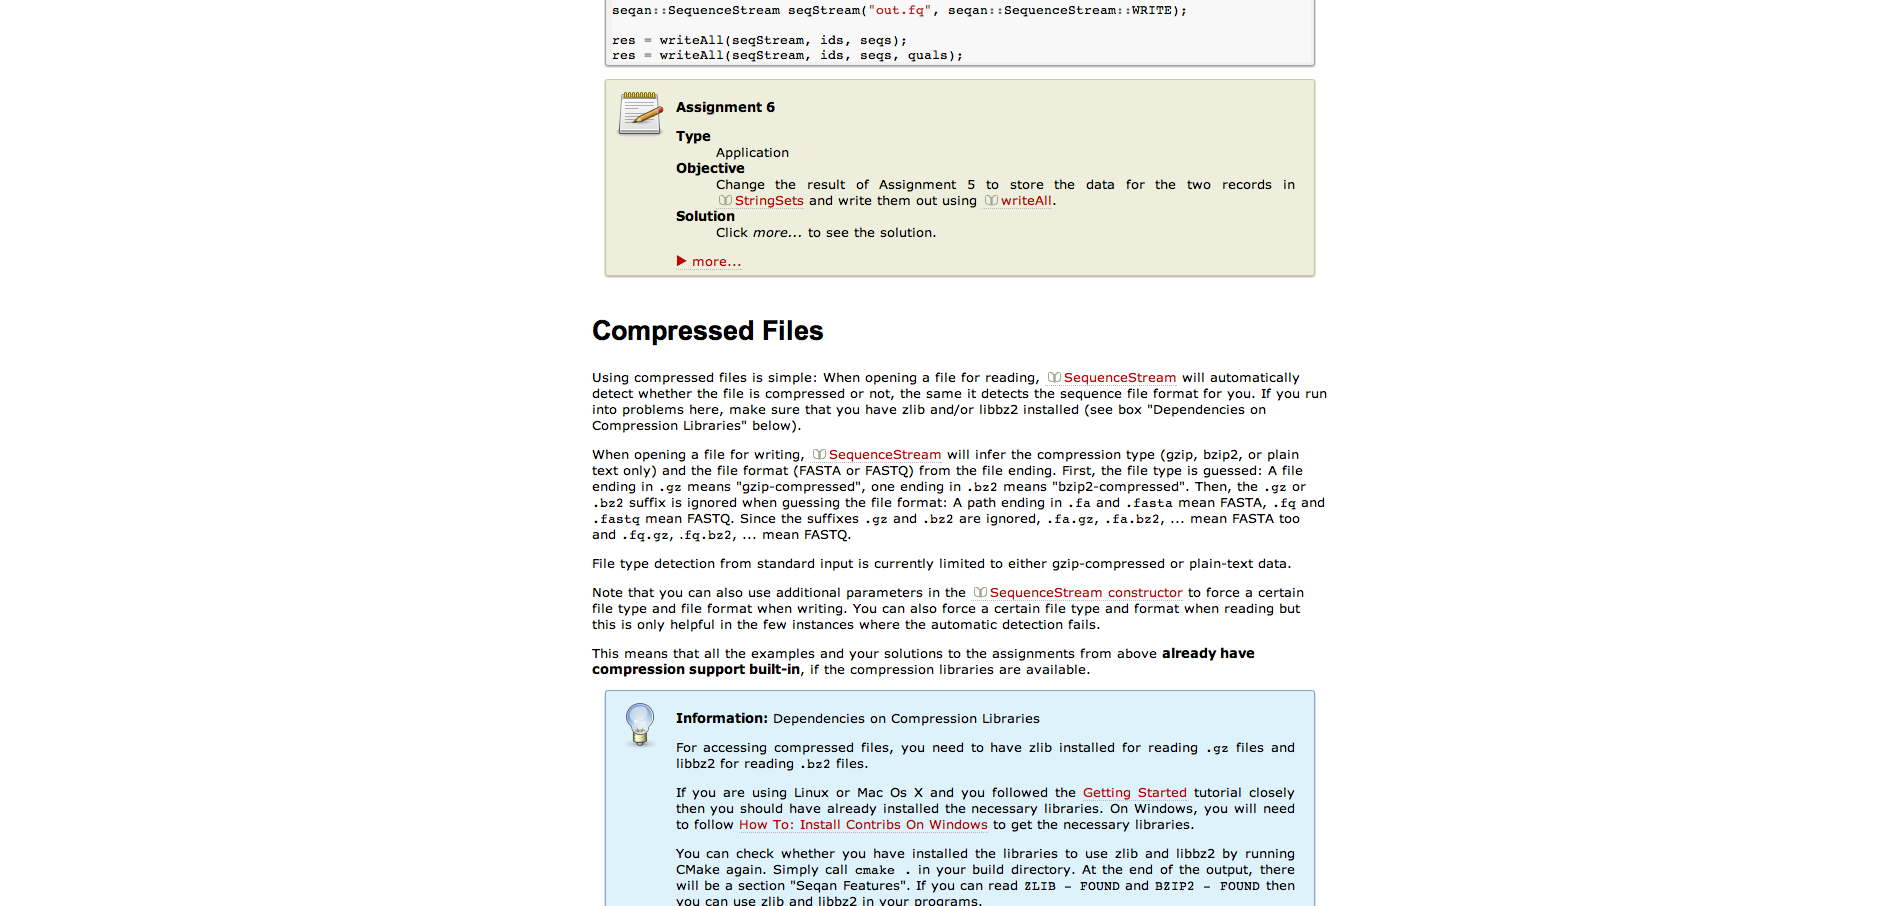 seqan::SequenceStream seqStream("out.fq", seqan::SequenceStream::WRITE);
res = writeAll(seqStream, ids, seqs);
res = writeAll(seqStream, ids, seqs, quals);
Assignment 6
Type
Application
Objective
Change the result of Assignment 5 to store the data for the two records in
StringSets and write them out using writeAll.
Solution
Click more... to see the solution.
more...
Compressed Files
Using compressed files is simple: When opening a file for reading, SequenceStream will automatically
detect whether the file is compressed or not, the same it detects the sequence file format for you. If you run
into problems here, make sure that you have zlib and/or libbz2 installed (see box "Dependencies on
Compression Libraries" below).
When opening a file for writing, SequenceStream will infer the compression type (gzip, bzip2, or plain
text only) and the file format (FASTA or FASTQ) from the file ending. First, the file type is guessed: A file
ending in .gz means "gzip-compressed", one ending in .bz2 means "bzip2-compressed". Then, the .gz or
.bz2 suffix is ignored when guessing the file format: A path ending in .fa and .fasta mean FASTA, .fq and
.fastq mean FASTQ. Since the suffixes .gz and .bz2 are ignored, .fa.gz, .fa.bz2, ... mean FASTA too
and .fq.gz, .fq.bz2, ... mean FASTQ.
File type detection from standard input is currently limited to either gzip-compressed or plain-text data.
Note that you can also use additional parameters in the SequenceStream constructor to force a certain
file type and file format when writing. You can also force a certain file type and format when reading but
this is only helpful in the few instances where the automatic detection fails.
This means that all the examples and your solutions to the assignments from above already have
compression support built-in, if the compression libraries are available.
Information: Dependencies on Compression Libraries
For accessing compressed files, you need to have zlib installed for reading .gz files and
libbz2 for reading .bz2 files.
If you are using Linux or Mac Os X and you followed the Getting Started tutorial closely
then you should have already installed the necessary libraries. On Windows, you will need
to follow How To: Install Contribs On Windows to get the necessary libraries.
You can check whether you have installed the libraries to use zlib and libbz2 by running
CMake again. Simply call cmake . in your build directory. At the end of the output, there
will be a section "Seqan Features". If you can read ZLIB - FOUND and BZIP2 - FOUND then
you can use zlib and libbz2 in your programs.